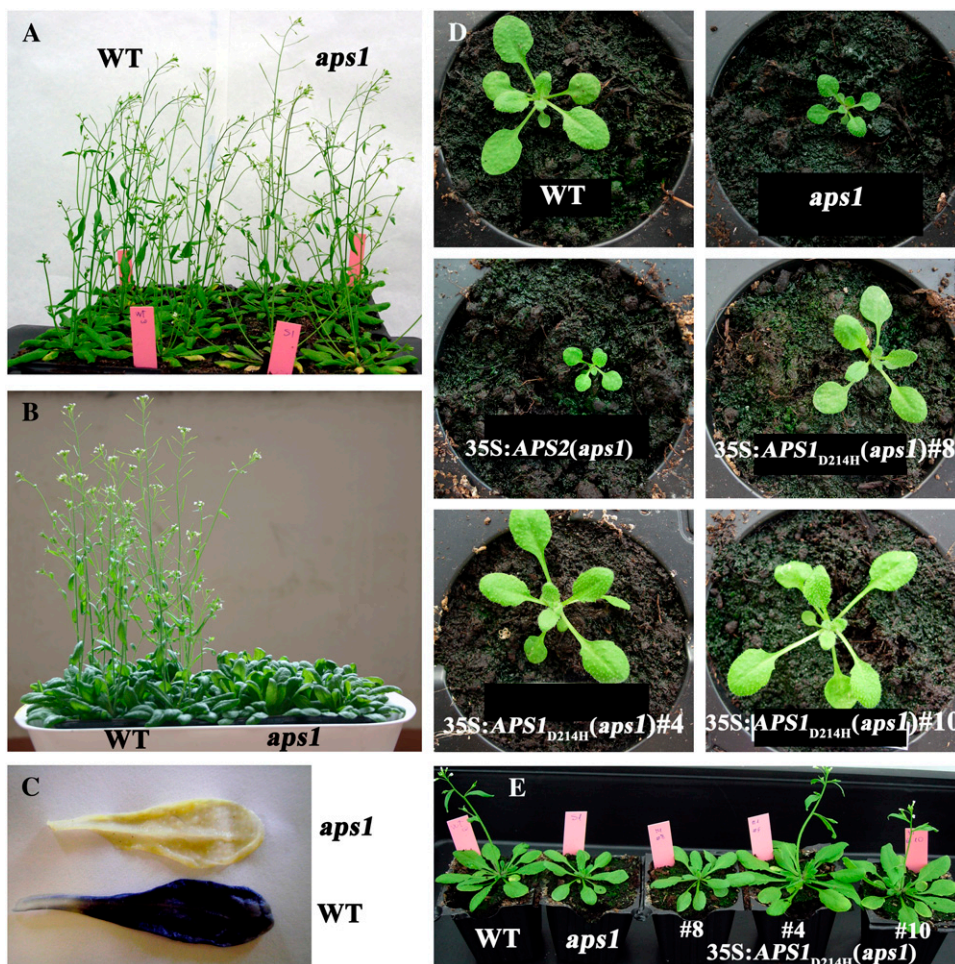 A
WT
aps1
B
WT
aps1
C
aps1
WT
D
WT
aps1
35S:APS2(aps1)
35S:APS1D214H(aps1)#8
35S:APS1D214H(aps1)#4
35S:APS1D214H(aps1)#10
E
WT
aps1
#8
#4
#10
35S:APS1D214H(aps1)